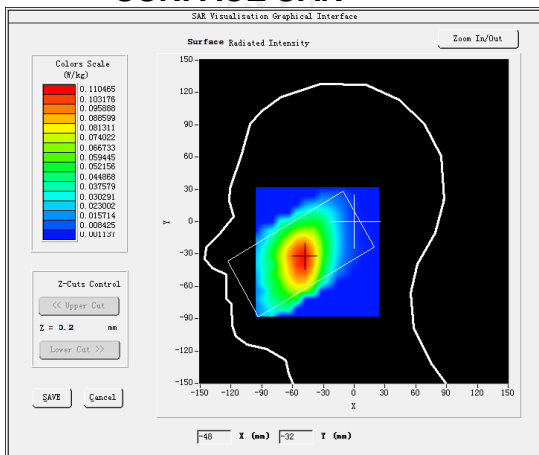 SAR Visualisation Graphical Interface
Surface Radiated Intensity
Zoom In/Out
Colors Scale
(W/kg)
0.110465
0.103176
0.095888
0.088599
0.081311
0.074022
0.066733
0.059445
0.052156
0.044868
0.037579
0.030291
0.023002
0.015714
0.008425
0.001137
Z-Cuts Control
<< Upper Cut
Z = 3.2 mm
Lower Cut >>
SAVE Cancel
150
120
90
60
30
0
-30
-60
-90
-120
-150
Y
-150 -120 -90 -60 -30 0 30 60 90 120 150
X
-48 X (mm) -32 Y (mm)